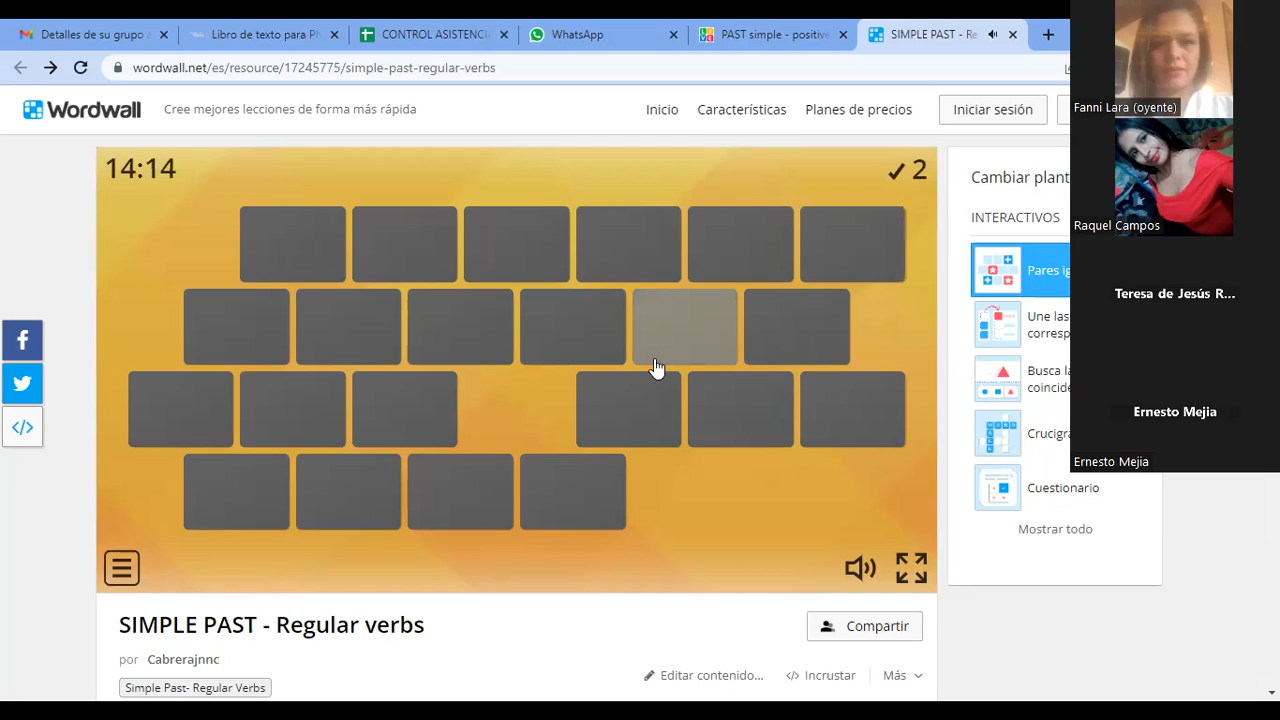 Detalles de su grupo
Libro de texto para P
CONTROL ASISTENC
WhatsApp
PAST simple - positive
SIMPLE PAST - Re
wordwall.net/es/resource/17245775/simple-past-regular-verbs
Wordwall
Cree mejores lecciones de forma más rápida
Inicio
Características
Planes de precios
Iniciar sesión
Fanni Lara (oyente)
Raquel Campos
Teresa de Jesús R...
Ernesto Mejia
Ernesto Mejia
14:14
2
Cambiar plant
INTERACTIVOS
Pares ig
Une las
corresp
Busca la
coincide
Crucigra
Cuestionario
Mostrar todo
SIMPLE PAST - Regular verbs
Compartir
por Cabrerajnnc
Editar contenido...
Incrustar
Más
Simple Past- Regular Verbs